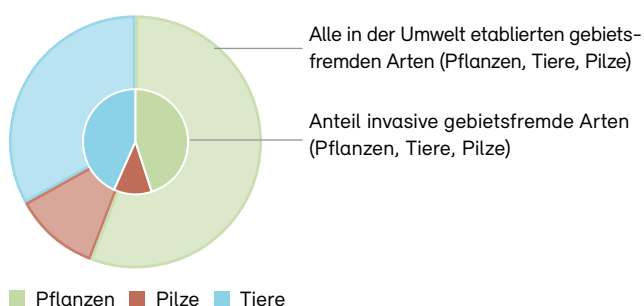 Alle in der Umwelt etablierten gebiets-
fremden Arten (Pflanzen, Tiere, Pilze)
Anteil invasive gebietsfremde Arten
(Pflanzen, Tiere, Pilze)
Pflanzen Pilze Tiere